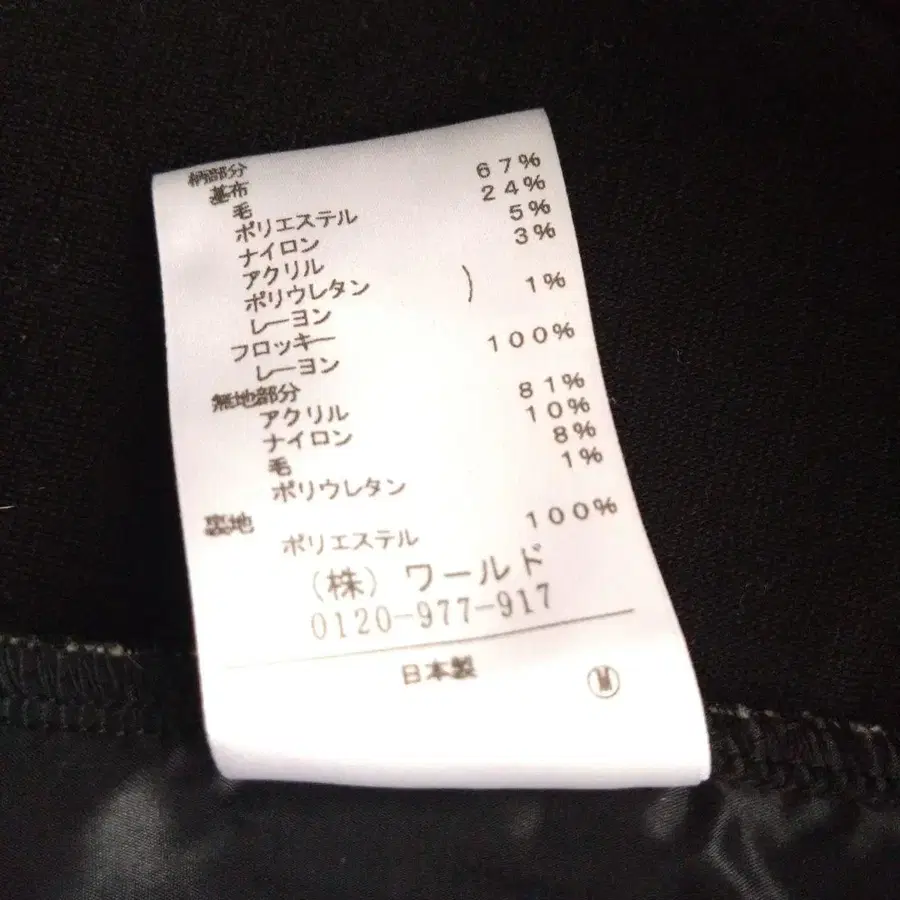 柄部分
基布
毛 67%
ポリエステル 24%
ナイロン 5%
アクリル 3%
ポリウレタン )
レーヨン 1%
フロッキー
レーヨン 100%
無地部分
アクリル 81%
ナイロン 10%
毛 8%
ポリウレタン 1%
裏地
ポリエステル 100%
(株) ワールド
0120-977-917
日本製 M